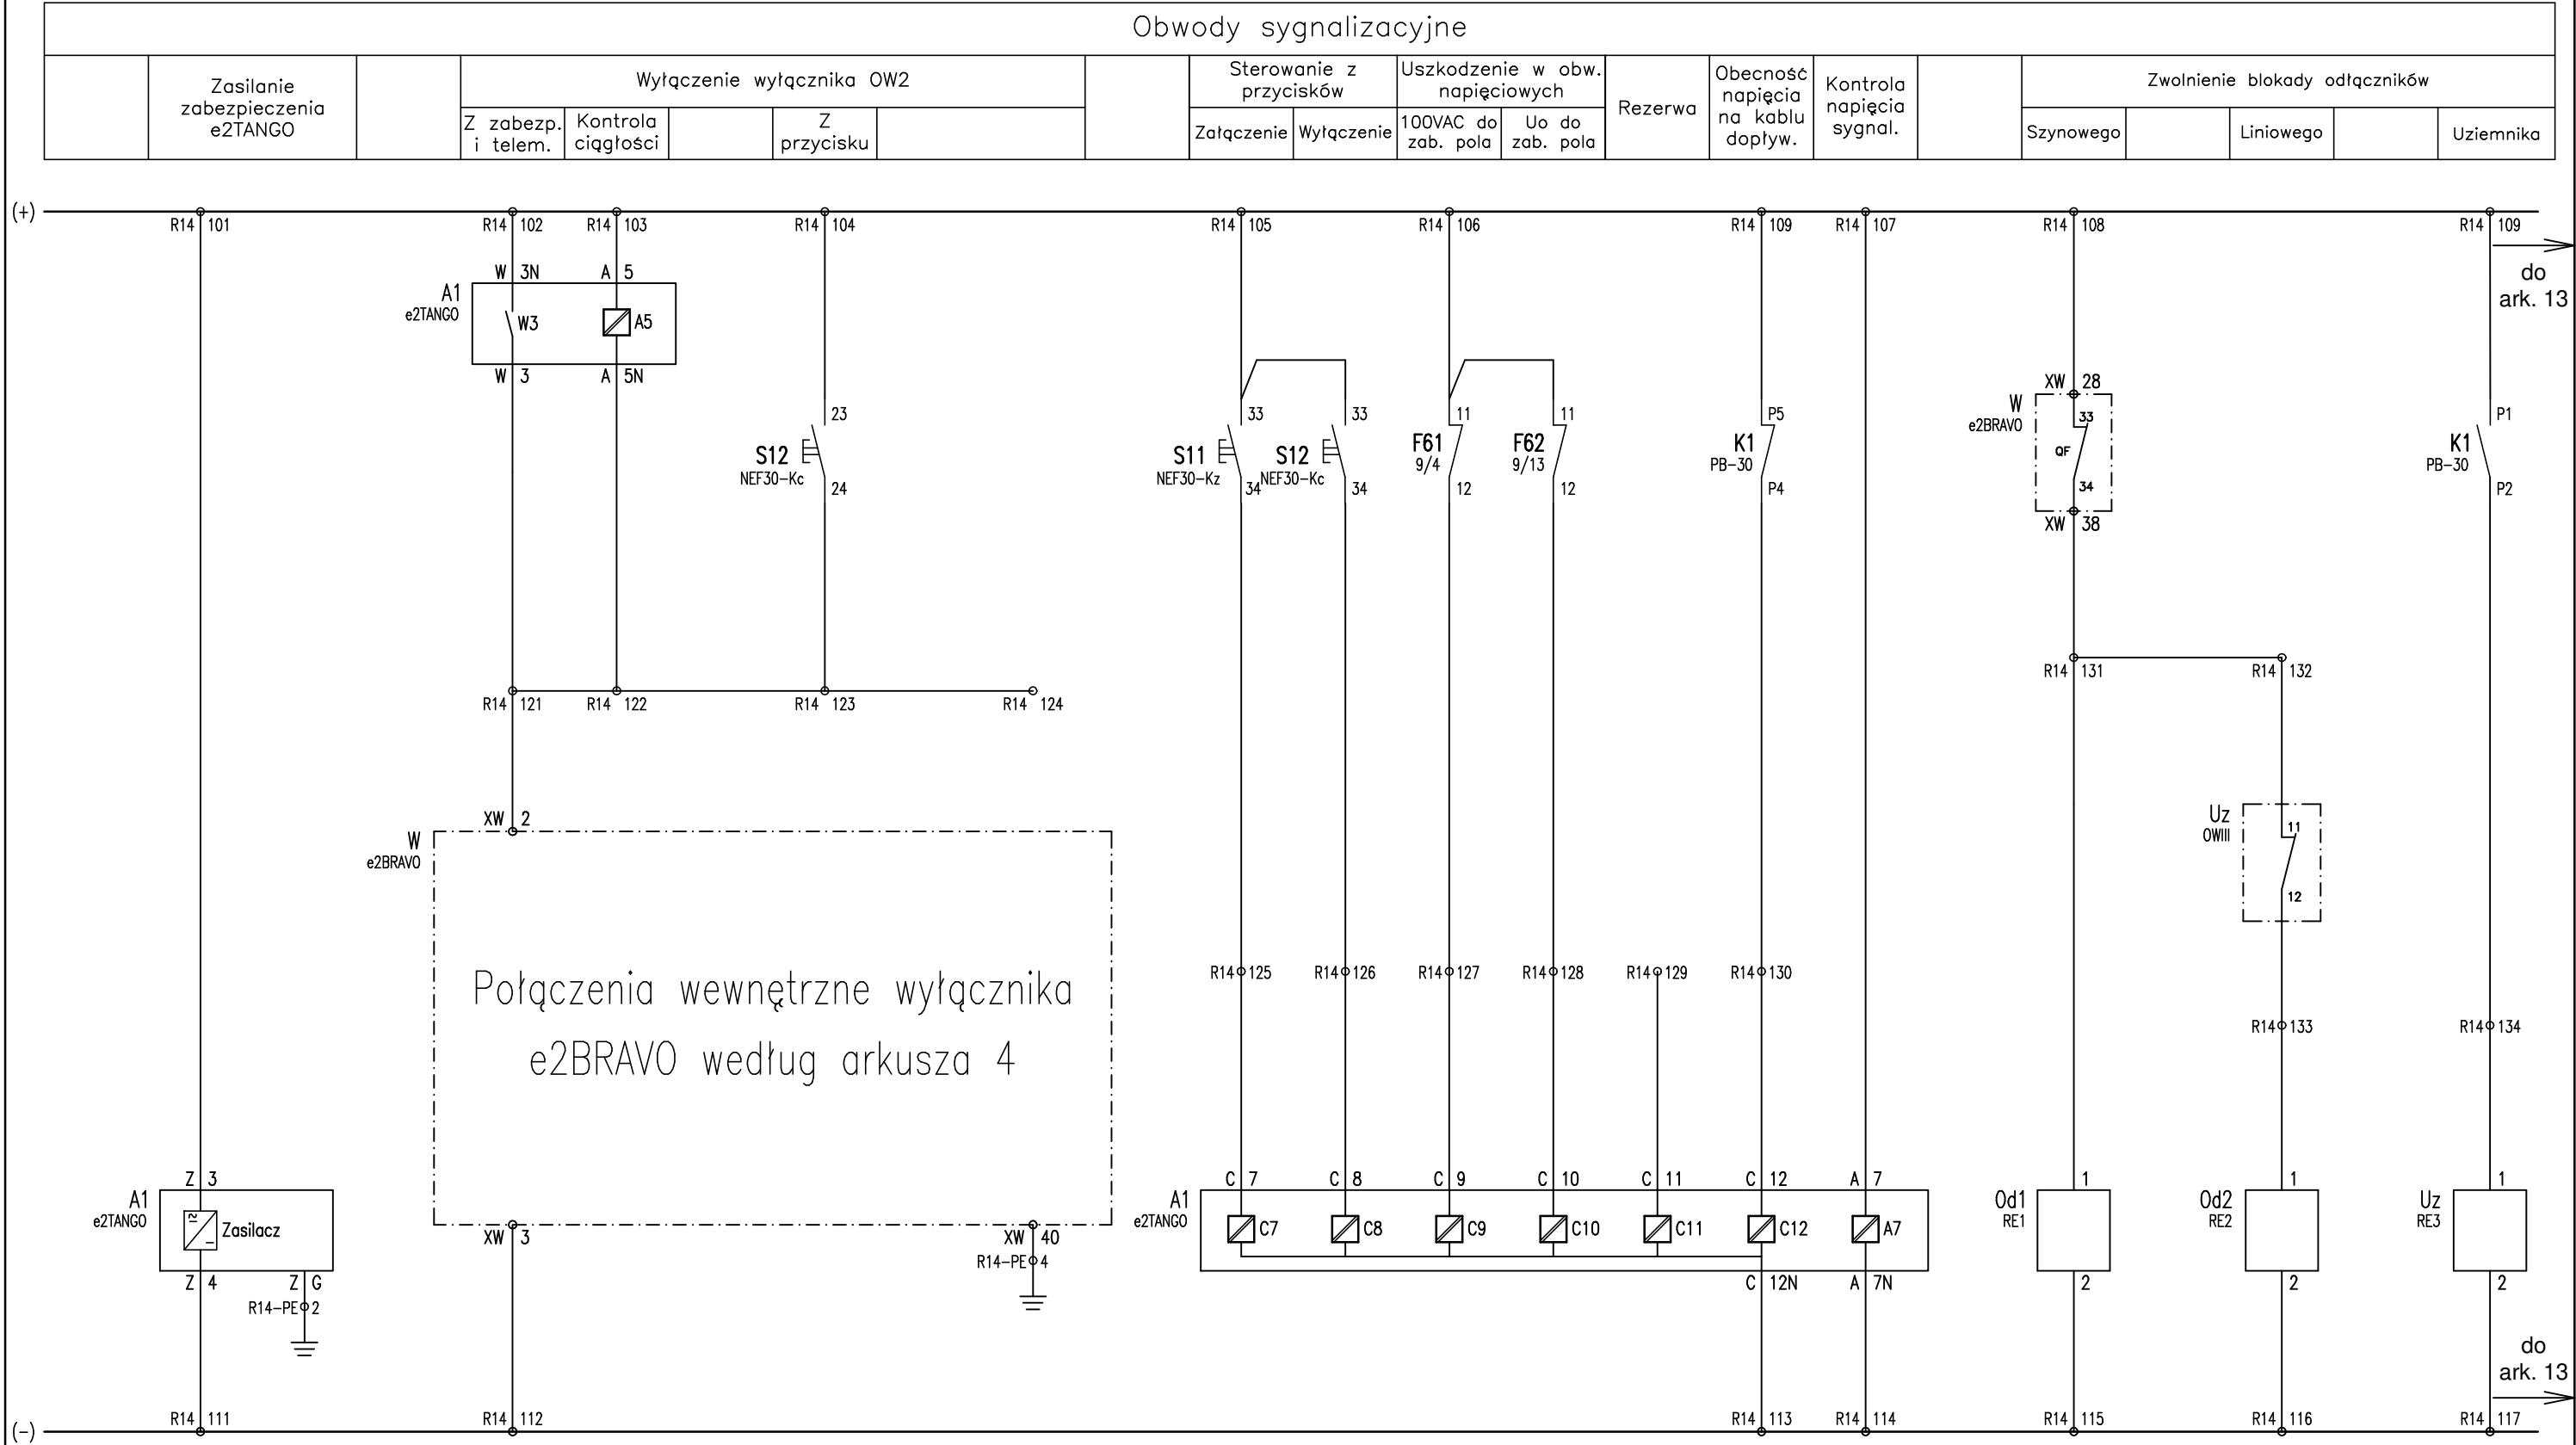 Obwody sygnalizacyjne
Zasilanie
zabezpieczenia
e2TANGO
Wyłączenie wyłącznika OW2
Z zabezp.
i telem.
Kontrola
ciągłości
Z
przycisku
Sterowanie z
przycisków
Załączenie
Wyłączenie
Uszkodzenie w obw.
napięciowych
100VAC do
zab. pola
Uo do
zab. pola
Rezerwa
Obecność
napięcia
na kablu
dopływ.
Kontrola
napięcia
sygnal.
Zwolnienie blokady odłączników
Szynowego
Liniowego
Uziemnika
(+)
R14 101
R14 102
R14 103
R14 104
R14 105
R14 106
R14 109
R14 107
R14 108
R14 109
do
ark. 13
W 3N
A 5
A1
e2TANGO
W3
A5
W 3
A 5N
23
S12
NEF30-Kc
24
33
S11
NEF30-Kz
34
33
S12
NEF30-Kc
34
11
F61
9/4
12
11
F62
9/13
12
P5
K1
PB-30
P4
XW 28
W
e2BRAVO
33
QF
34
XW 38
P1
K1
PB-30
P2
R14 131
R14 132
R14 121
R14 122
R14 123
R14 124
XW 2
W
e2BRAVO
Uz
OWIII
11
12
Połączenia wewnętrzne wyłącznika
e2BRAVO według arkusza 4
R14 125
R14 126
R14 127
R14 128
R14 129
R14 130
R14 133
R14 134
Z 3
A1
e2TANGO
Zasilacz
Z 4
Z G
R14-PE 2
XW 3
XW 40
R14-PE 4
C 7
C 8
C 9
C 10
C 11
C 12
A 7
A1
e2TANGO
C7
C8
C9
C10
C11
C12
A7
C 12N
A 7N
1
Od1
RE1
2
1
Od2
RE2
2
1
Uz
RE3
2
do
ark. 13
(-)
R14 111
R14 112
R14 113
R14 114
R14 115
R14 116
R14 117